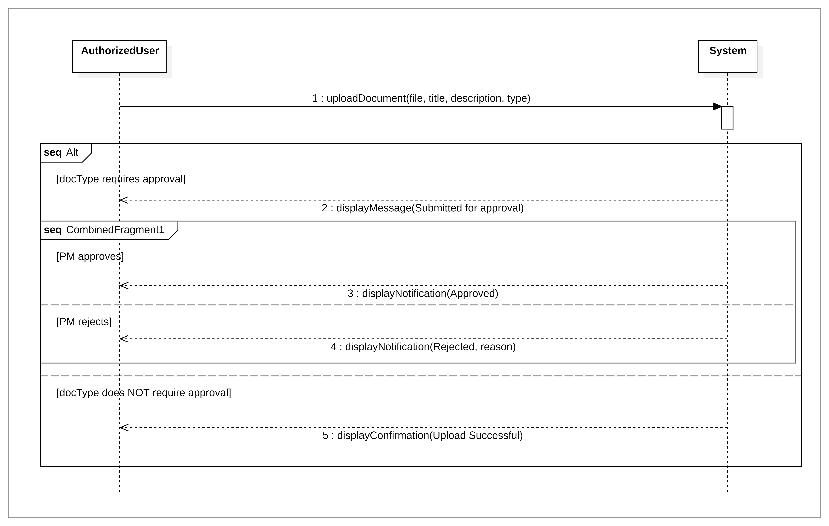 AuthorizedUser
System
1 : uploadDocument(file, title, description, type)
seq Alt
[docType requires approval]
2 : displayMessage(Submitted for approval)
seq CombinedFragment1
[PM approves]
3 : displayNotification(Approved)
[PM rejects]
4 : displayNotification(Rejected, reason)
[docType does NOT require approval]
5 : displayConfirmation(Upload Successful)